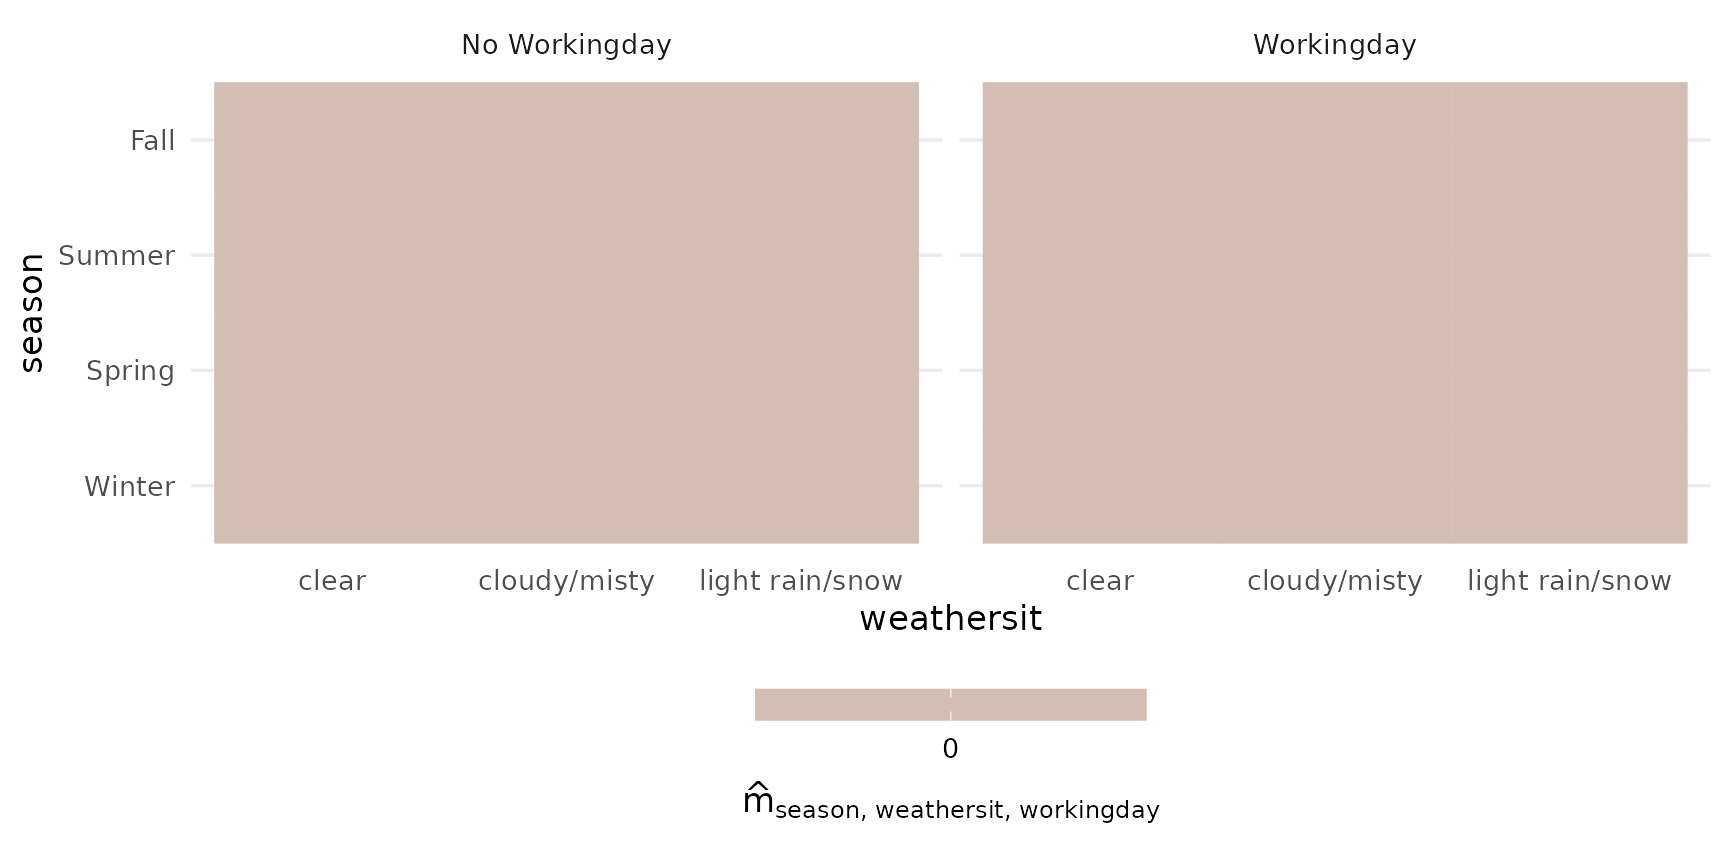 No Workingday
Workingday
Fall
Summer
Spring
Winter
season
clear
cloudy/misty
light rain/snow
clear
cloudy/misty
light rain/snow
weathersit
0
m̂season, weathersit, workingday